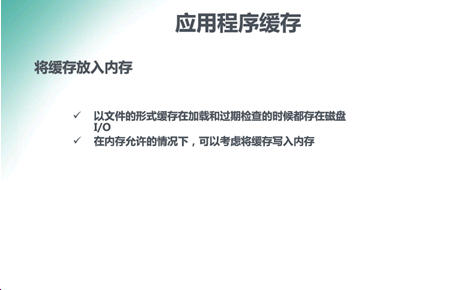 应用程序缓存
将缓存放入内存
✓ 以文件的形式缓存在加载和过期检查的时候都存在磁盘
I/O
✓ 在内存允许的情况下，可以考虑将缓存写入内存